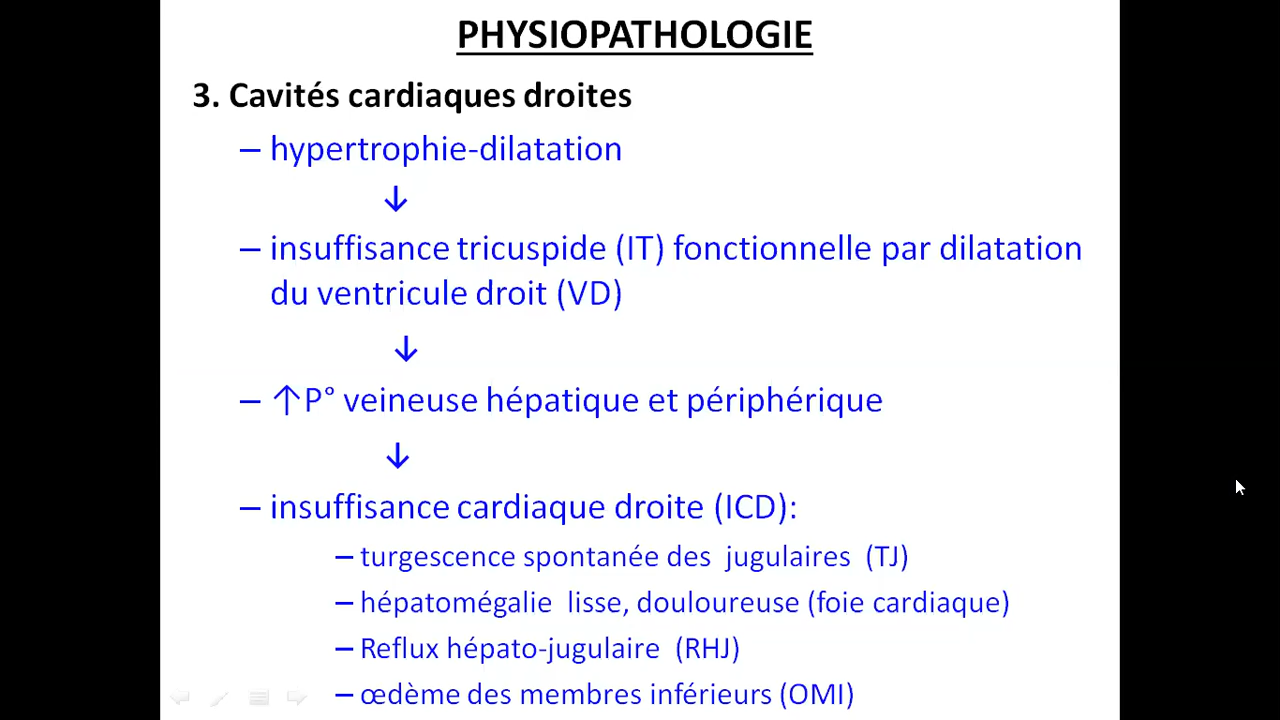 PHYSIOPATHOLOGIE
3. Cavités cardiaques droites
– hypertrophie-dilatation
↓
– insuffisance tricuspide (IT) fonctionnelle par dilatation
du ventricule droit (VD)
↓
– ↑P° veineuse hépatique et périphérique
↓
– insuffisance cardiaque droite (ICD):
– turgescence spontanée des jugulaires (TJ)
– hépatomégalie lisse, douloureuse (foie cardiaque)
– Reflux hépato-jugulaire (RHJ)
– œdème des membres inférieurs (OMI)